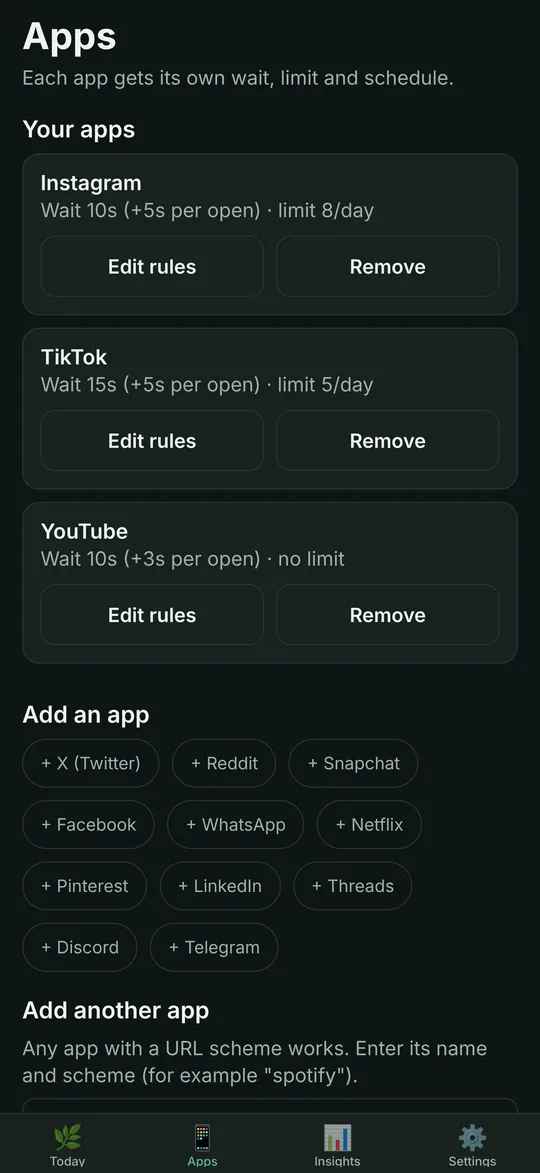 Apps
Each app gets its own wait, limit and schedule.
Your apps
Instagram
Wait 10s (+5s per open) · limit 8/day
Edit rules
Remove
TikTok
Wait 15s (+5s per open) · limit 5/day
Edit rules
Remove
YouTube
Wait 10s (+3s per open) · no limit
Edit rules
Remove
Add an app
+ X (Twitter)
+ Reddit
+ Snapchat
+ Facebook
+ WhatsApp
+ Netflix
+ Pinterest
+ LinkedIn
+ Threads
+ Discord
+ Telegram
Add another app
Any app with a URL scheme works. Enter its name
and scheme (for example "spotify").
Today
Apps
Insights
Settings